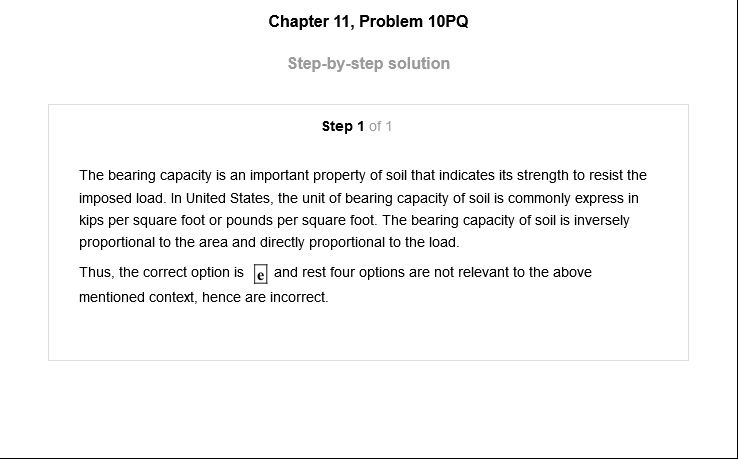 Chapter 11, Problem 10PQ
Step-by-step solution
Step 1 of 1
The bearing capacity is an important property of soil that indicates its strength to resist the
imposed load. In United States, the unit of bearing capacity of soil is commonly express in
kips per square foot or pounds per square foot. The bearing capacity of soil is inversely
proportional to the area and directly proportional to the load.
Thus, the correct option is e and rest four options are not relevant to the above
mentioned context, hence are incorrect.